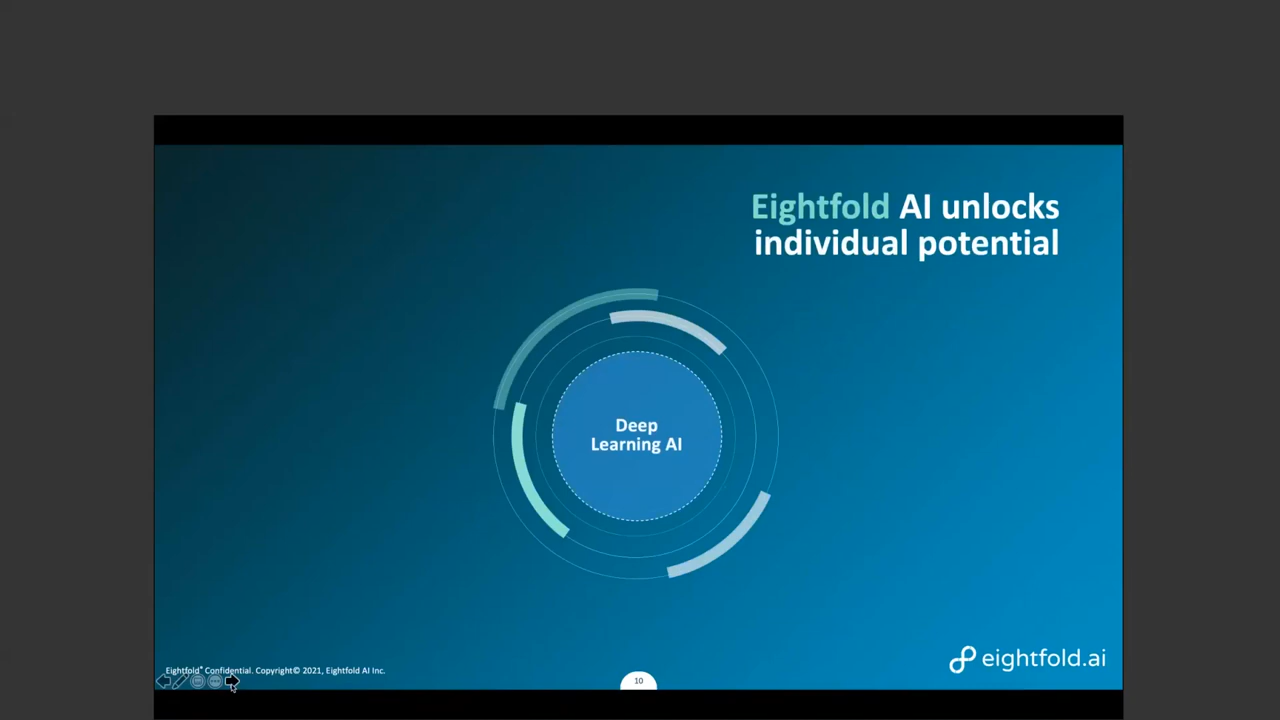 Eightfold AI unlocks
individual potential
Deep
Learning AI
Eightfold® Confidential. Copyright© 2021, Eightfold AI Inc.
10
eightfold.ai